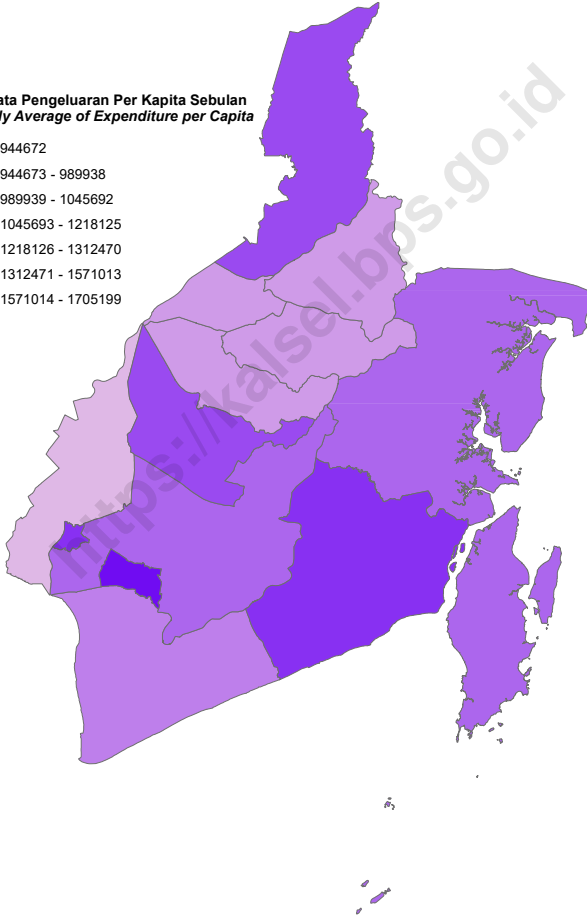 ata Pengeluaran Per Kapita Sebulan
ly Average of Expenditure per Capita
944672
944673 - 989938
989939 - 1045692
1045693 - 1218125
1218126 - 1312470
1312471 - 1571013
1571014 - 1705199
https://kalsel.bps.go.id